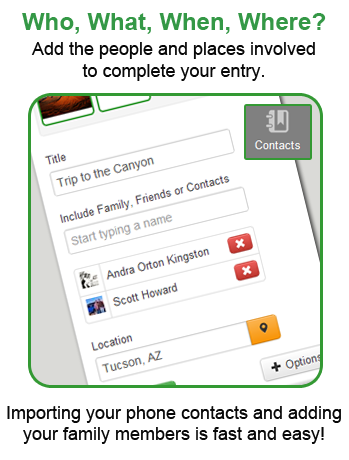 Who, What, When, Where?
Add the people and places involved
to complete your entry.
Contacts
Title
Trip to the Canyon
Include Family, Friends or Contacts
Start typing a name
Andra Orton Kingston
Scott Howard
Location
Tucson, AZ
Options
Importing your phone contacts and adding
your family members is fast and easy!